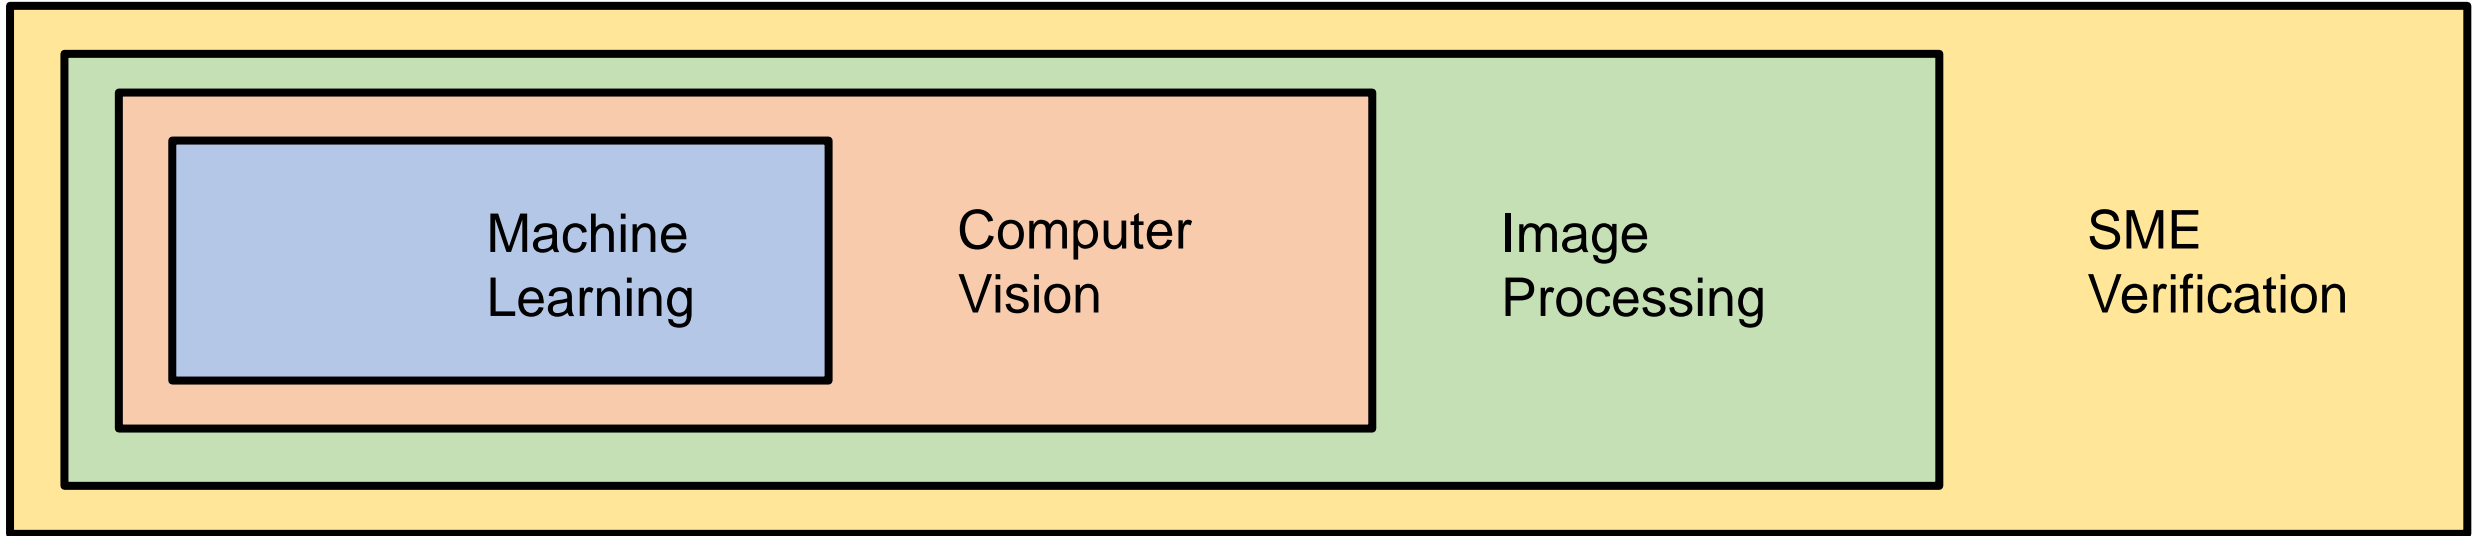 Machine
Learning
Computer
Vision
Image
Processing
SME
Verification